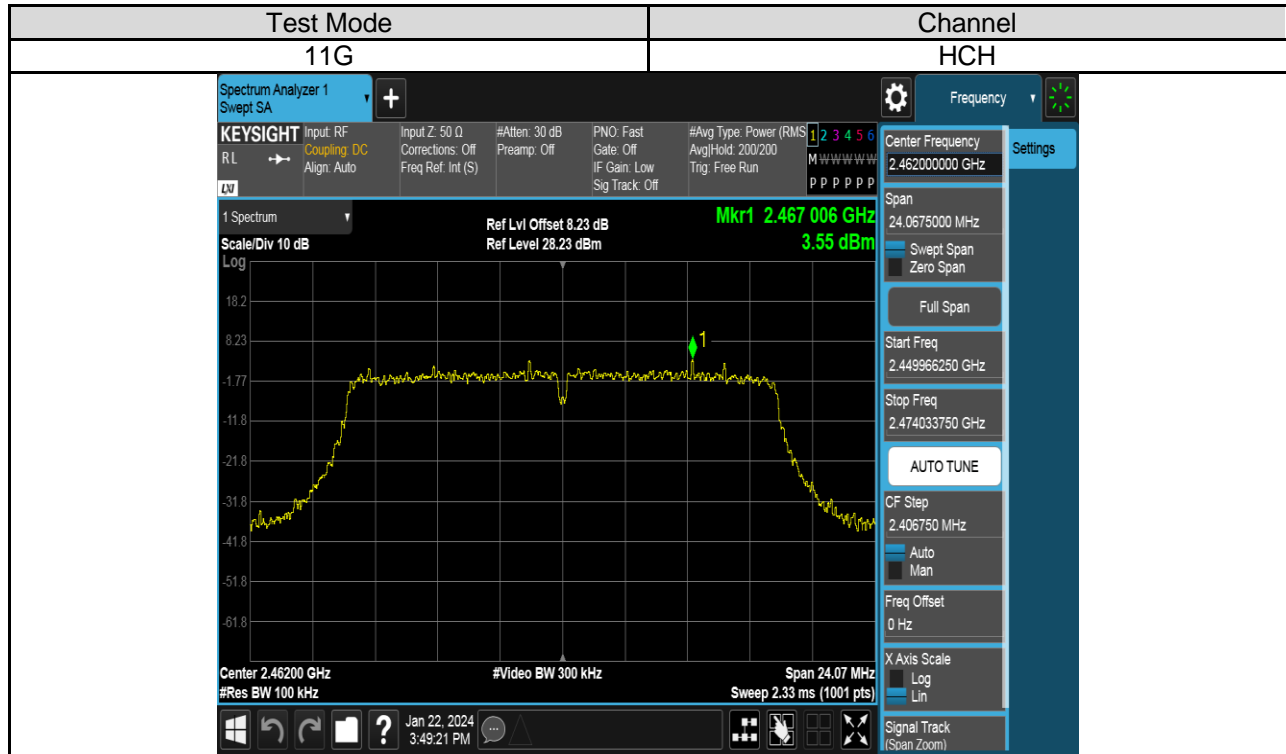 Test Mode Channel
11G HCH
Spectrum Analyzer 1
Swept SA
+
Frequency
KEYSIGHT Input: RF Input Z: 50 Ω #Atten: 30 dB PNO: Fast #Avg Type: Power (RMS 1 2 3 4 5 6
RL Coupling: DC Corrections: Off Preamp: Off Gate: Off Avg|Hold: 200/200 M W W W W W
Align: Auto Freq Ref: Int (S) IF Gain: Low Trig: Free Run
LXI Sig Track: Off P P P P P P
1 Spectrum Ref Lvl Offset 8.23 dB Mkr1 2.467 006 GHz
Scale/Div 10 dB Ref Level 28.23 dBm 3.55 dBm
Log
18.2
8.23
1
-1.77
-11.8
-21.8
-31.8
-41.8
-51.8
-61.8
Center 2.46200 GHz #Video BW 300 kHz Span 24.07 MHz
#Res BW 100 kHz Sweep 2.33 ms (1001 pts)
Center Frequency
2.462000000 GHz
Settings
Span
24.0675000 MHz
Swept Span
Zero Span
Full Span
Start Freq
2.449966250 GHz
Stop Freq
2.474033750 GHz
AUTO TUNE
CF Step
2.406750 MHz
Auto
Man
Freq Offset
0 Hz
X Axis Scale
Log
Lin
Signal Track
(Span Zoom)
? Jan 22, 2024
3:49:21 PM